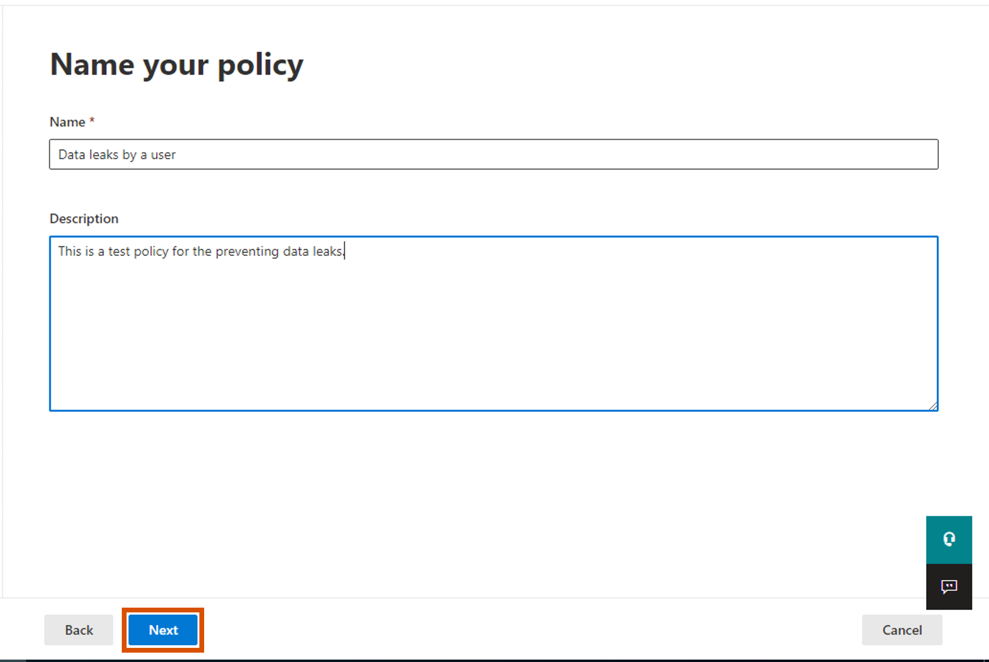 Name your policy
Name *
Data leaks by a user
Description
This is a test policy for the preventing data leaks.
Back
Next
Cancel